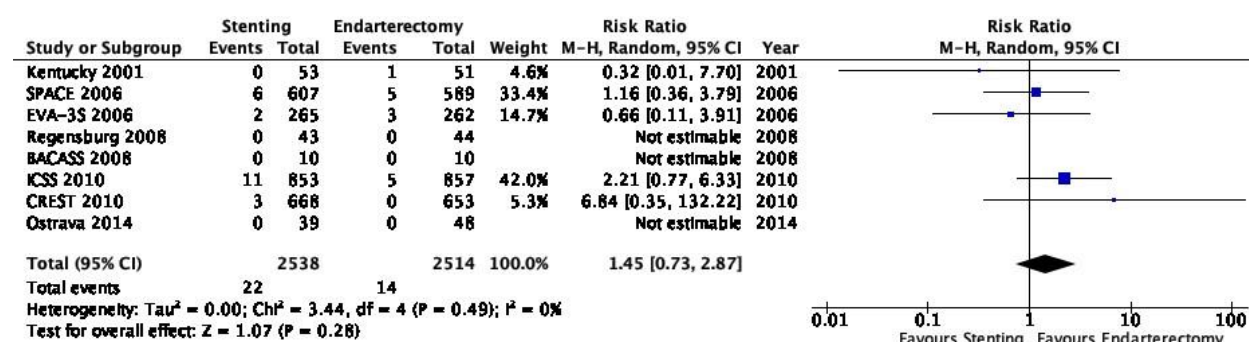 Stenting Endarterectomy Risk Ratio Risk Ratio
Study or Subgroup Events Total Events Total Weight M-H, Random, 95% CI Year M-H, Random, 95% CI
Kentucky 2001 0 53 1 51 4.6% 0.32 [0.01, 7.70] 2001
SPACE 2006 6 607 5 589 33.4% 1.16 [0.36, 3.79] 2006
EVA-3S 2006 2 265 3 262 14.7% 0.66 [0.11, 3.91] 2006
Regensburg 2008 0 43 0 44 Not estimable 2008
BACASS 2008 0 10 0 10 Not estimable 2008
ICSS 2010 11 853 5 857 42.0% 2.21 [0.77, 6.33] 2010
CREST 2010 3 668 0 653 5.3% 6.84 [0.35, 132.22] 2010
Ostrava 2014 0 39 0 48 Not estimable 2014
Total (95% CI) 2538 2514 100.0% 1.45 [0.73, 2.87]
Total events 22 14
Heterogeneity: Tau² = 0.00; Chi² = 3.44, df = 4 (P = 0.49); I² = 0%
Test for overall effect: Z = 1.07 (P = 0.28)
0.01 0.1 1 10 100
Favours Stenting Favours Endarterectomy